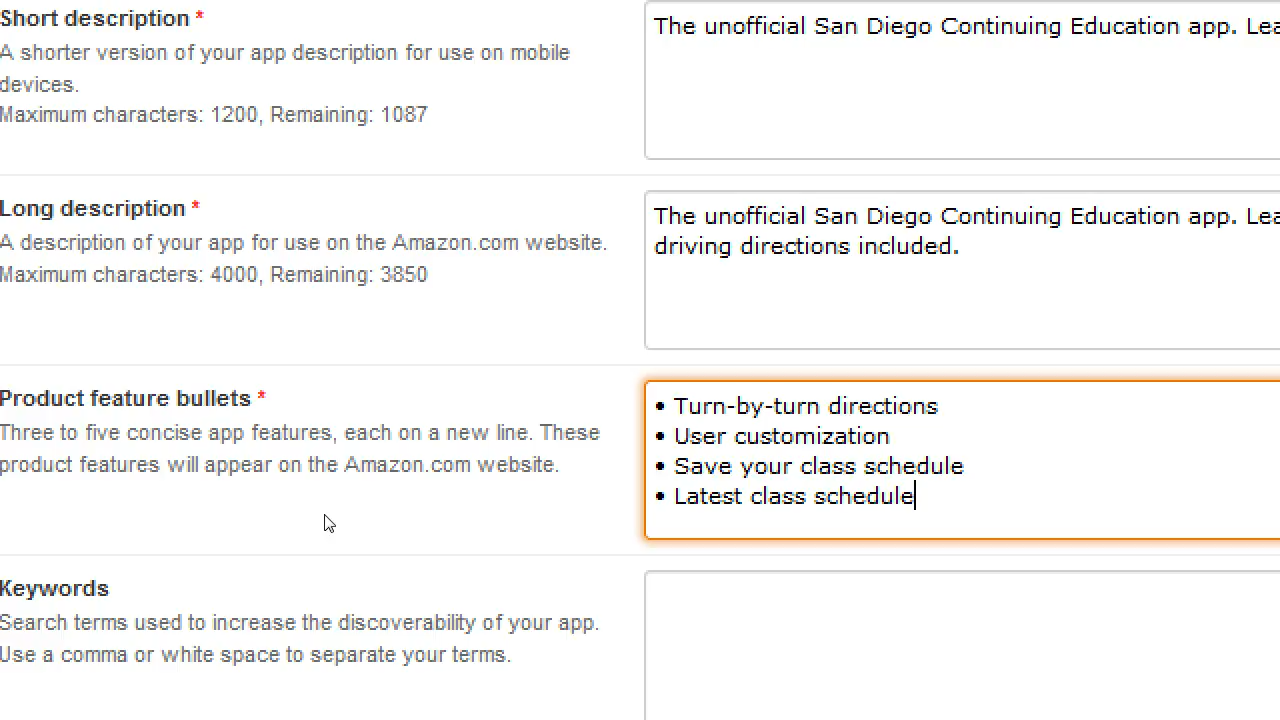 Short description *
A shorter version of your app description for use on mobile
devices.
Maximum characters: 1200, Remaining: 1087
The unofficial San Diego Continuing Education app. Lea
Long description *
A description of your app for use on the Amazon.com website.
Maximum characters: 4000, Remaining: 3850
The unofficial San Diego Continuing Education app. Lea
driving directions included.
Product feature bullets *
Three to five concise app features, each on a new line. These
product features will appear on the Amazon.com website.
• Turn-by-turn directions
• User customization
• Save your class schedule
• Latest class schedule
Keywords
Search terms used to increase the discoverability of your app.
Use a comma or white space to separate your terms.